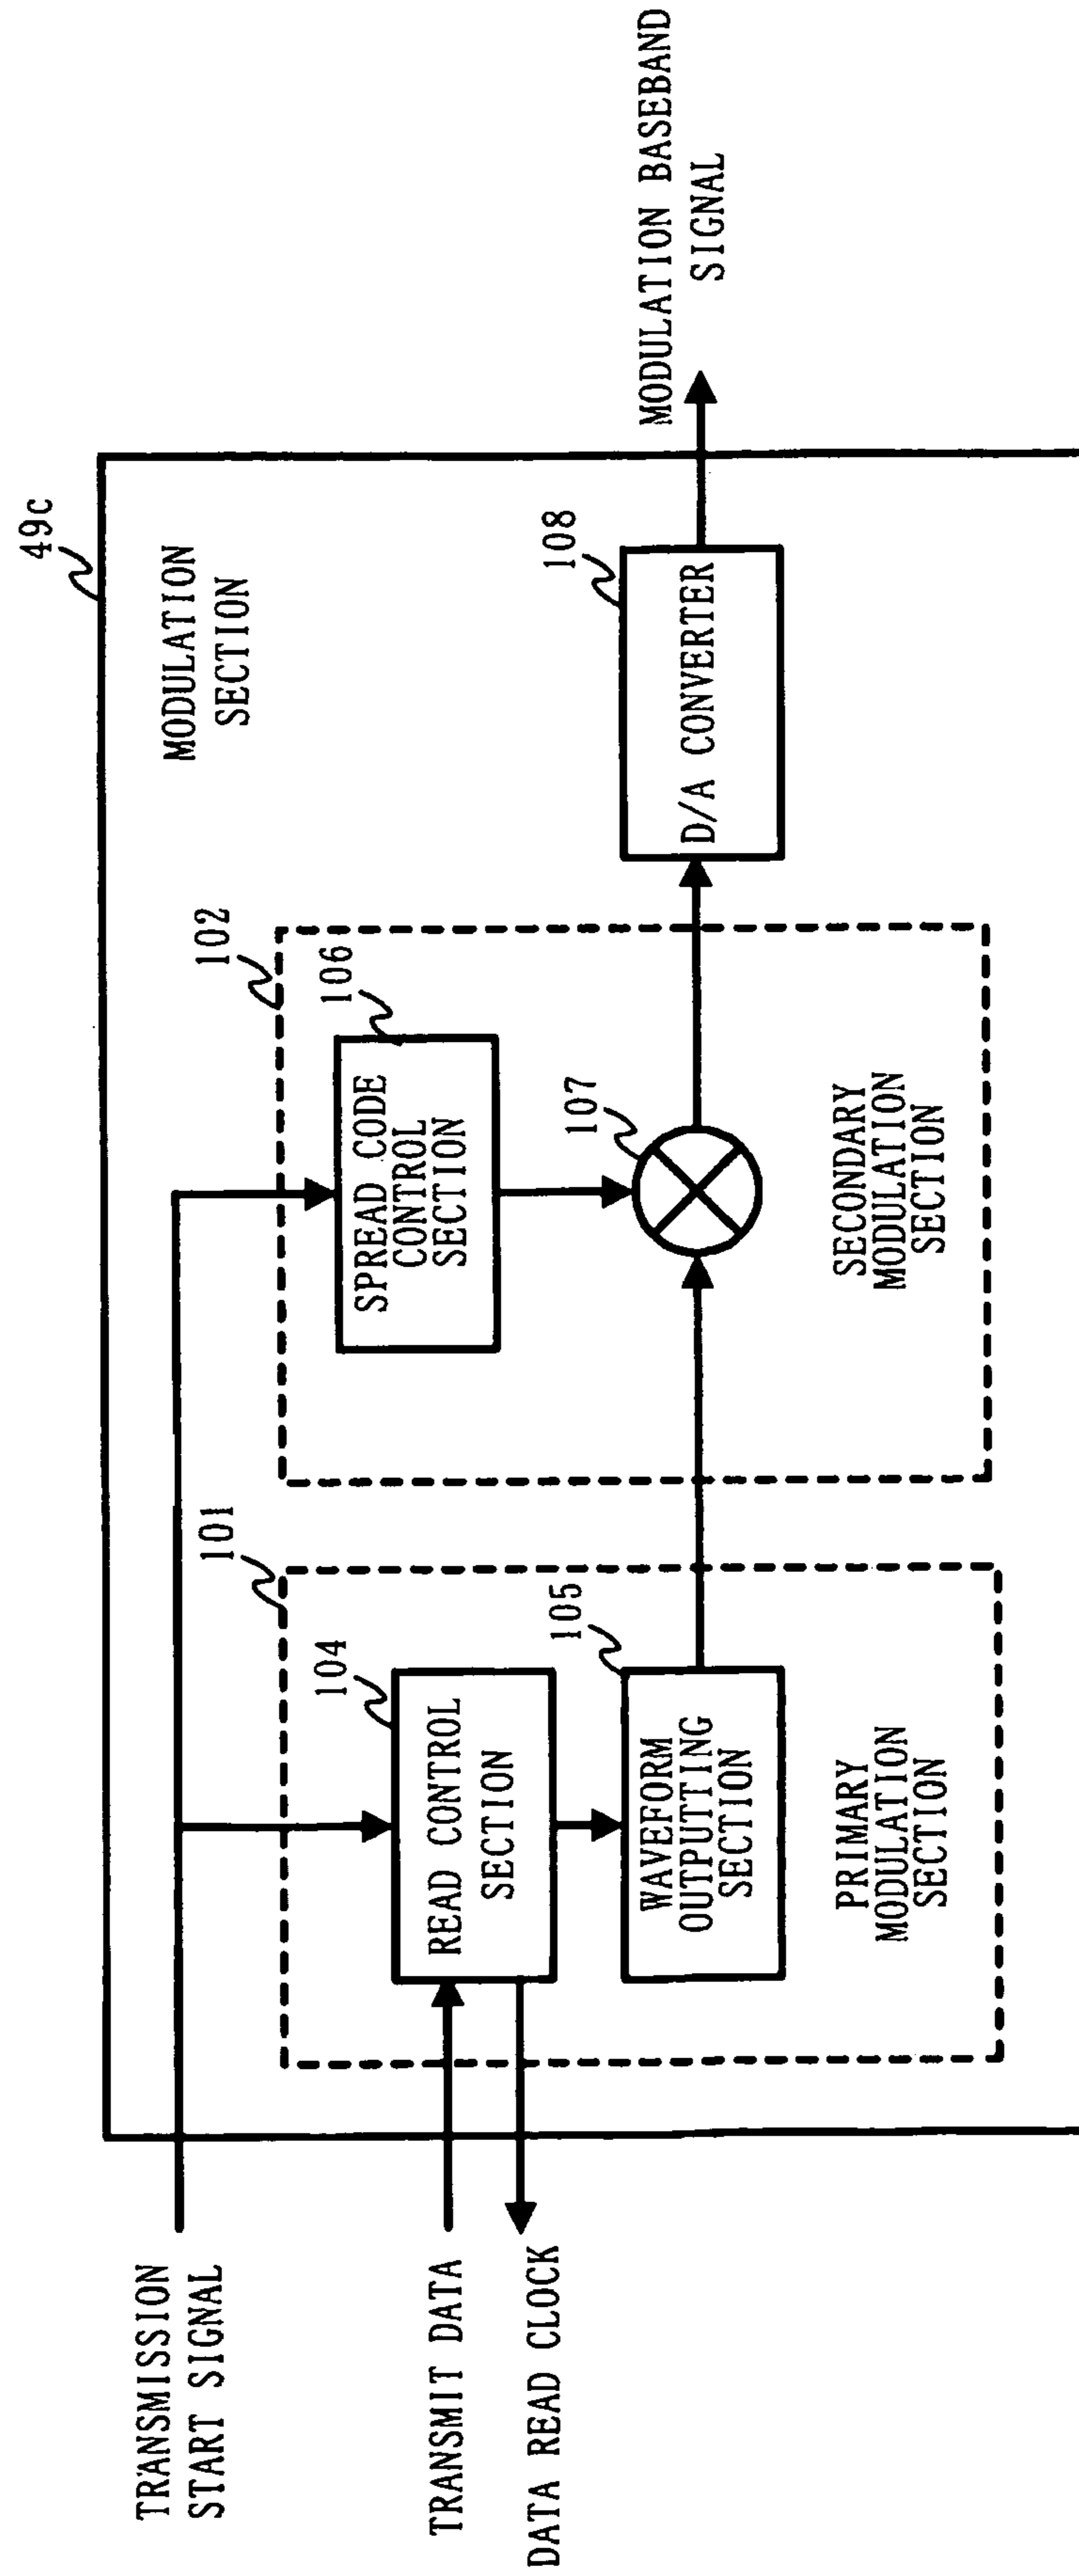 49c
MODULATION
SECTION
TRANSMISSION
START SIGNAL
101
102
104
READ CONTROL
SECTION
106
SPREAD CODE
CONTROL
SECTION
TRANSMIT DATA
DATA READ CLOCK
105
WAVEFORM
OUTPUTTING
SECTION
107
108
D/A CONVERTER
MODULATION BASEBAND
SIGNAL
PRIMARY
MODULATION
SECTION
SECONDARY
MODULATION
SECTION